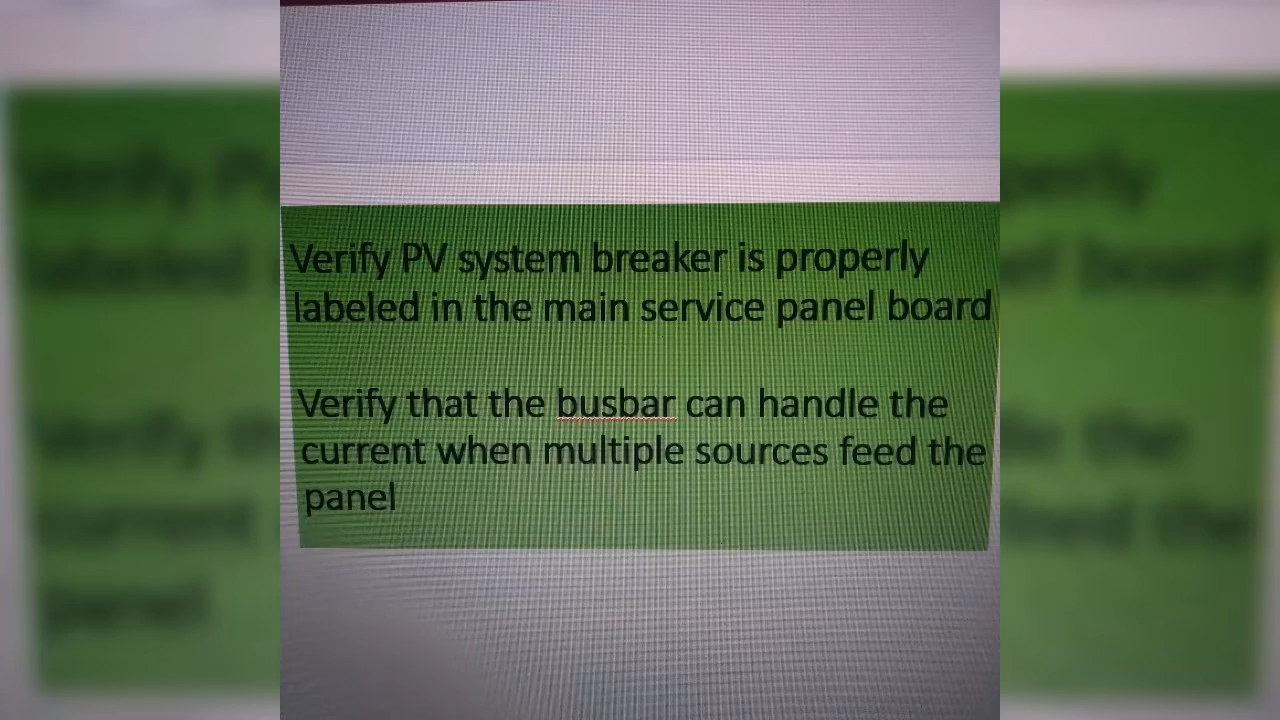 Verify PV system breaker is properly
labeled in the main service panel board
Verify that the busbar can handle the
current when multiple sources feed the
panel